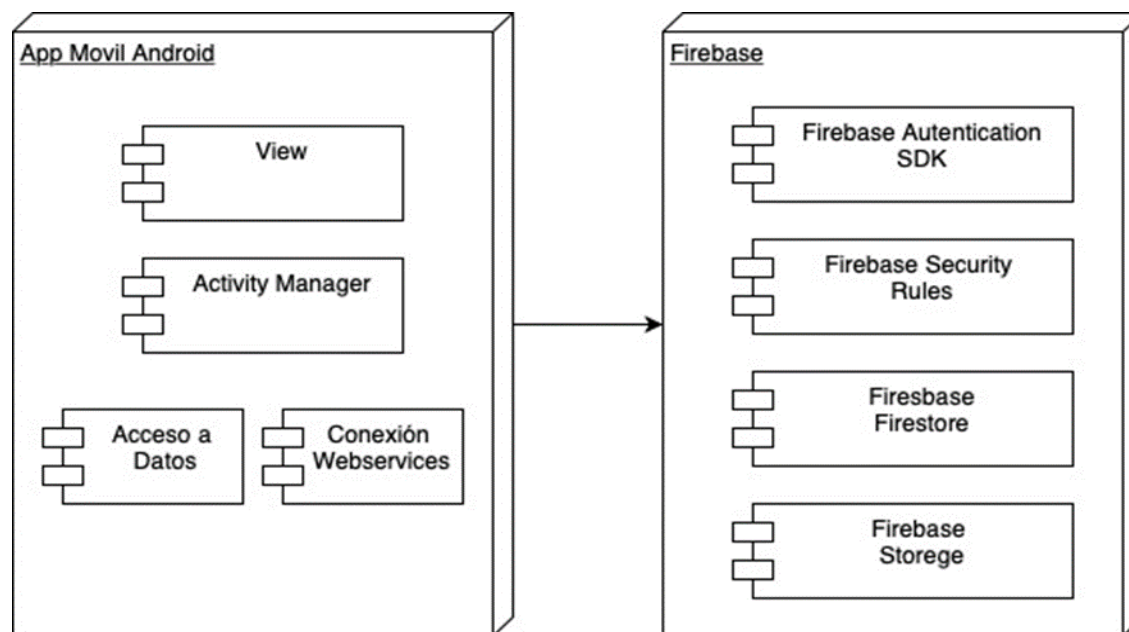 App Movil Android
View
Activity Manager
Acceso a
Datos
Conexión
Webservices
Firebase
Firebase Autentication
SDK
Firebase Security
Rules
Firesbase
Firestore
Firebase
Storege